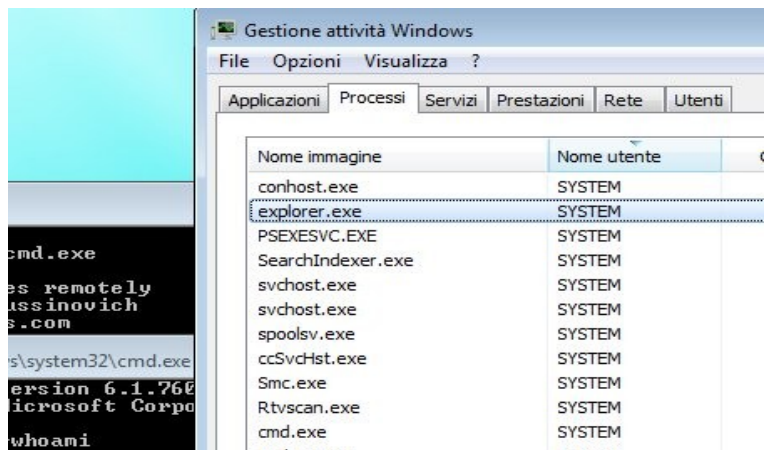 Gestione attività Windows
File Opzioni Visualizza ?
Applicazioni Processi Servizi Prestazioni Rete Utenti
Nome immagine Nome utente
conhost.exe SYSTEM
explorer.exe SYSTEM
PSEXESVC.EXE SYSTEM
SearchIndexer.exe SYSTEM
svchost.exe SYSTEM
svchost.exe SYSTEM
spoolsv.exe SYSTEM
ccSvcHst.exe SYSTEM
Smc.exe SYSTEM
Rtvscan.exe SYSTEM
cmd.exe SYSTEM
cmd.exe
es remotely
ussinovich
s.com
s\system32\cmd.exe
ersion 6.1.760
icrosoft Corpo
whoami